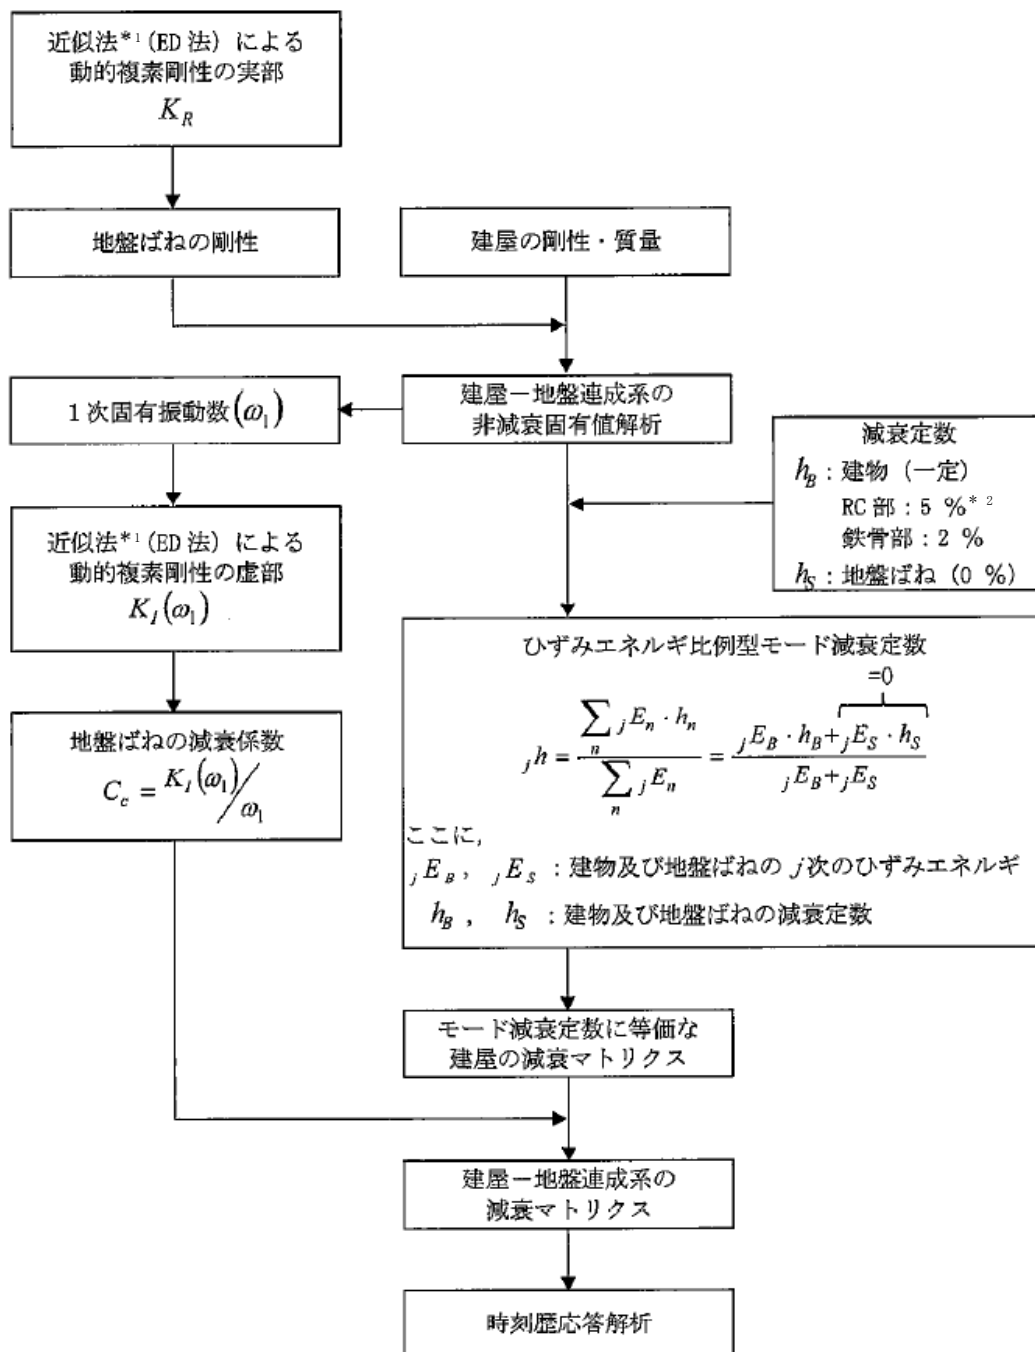 近似法*1(ED法)による
動的複素剛性の実部
K_R
地盤ばねの剛性
建屋の剛性・質量
建屋－地盤連成系の
非減衰固有値解析
1次固有振動数(ω_1)
減衰定数
h_B：建物（一定）
RC部：5 %*2
鉄骨部：2 %
h_S：地盤ばね（0 %）
近似法*1(ED法)による
動的複素剛性の虚部
K_I(ω_1)
地盤ばねの減衰係数
C_c = K_I(ω_1)/ω_1
ひずみエネルギ比例型モード減衰定数
=0
_jh = (∑_n _jE_n・h_n)/(∑_n _jE_n) = (_jE_B・h_B+_jE_S・h_S)/(_jE_B+_jE_S)
ここに,
_jE_B, _jE_S：建物及び地盤ばねのj次のひずみエネルギ
h_B, h_S：建物及び地盤ばねの減衰定数
モード減衰定数に等価な
建屋の減衰マトリクス
建屋－地盤連成系の
減衰マトリクス
時刻歴応答解析